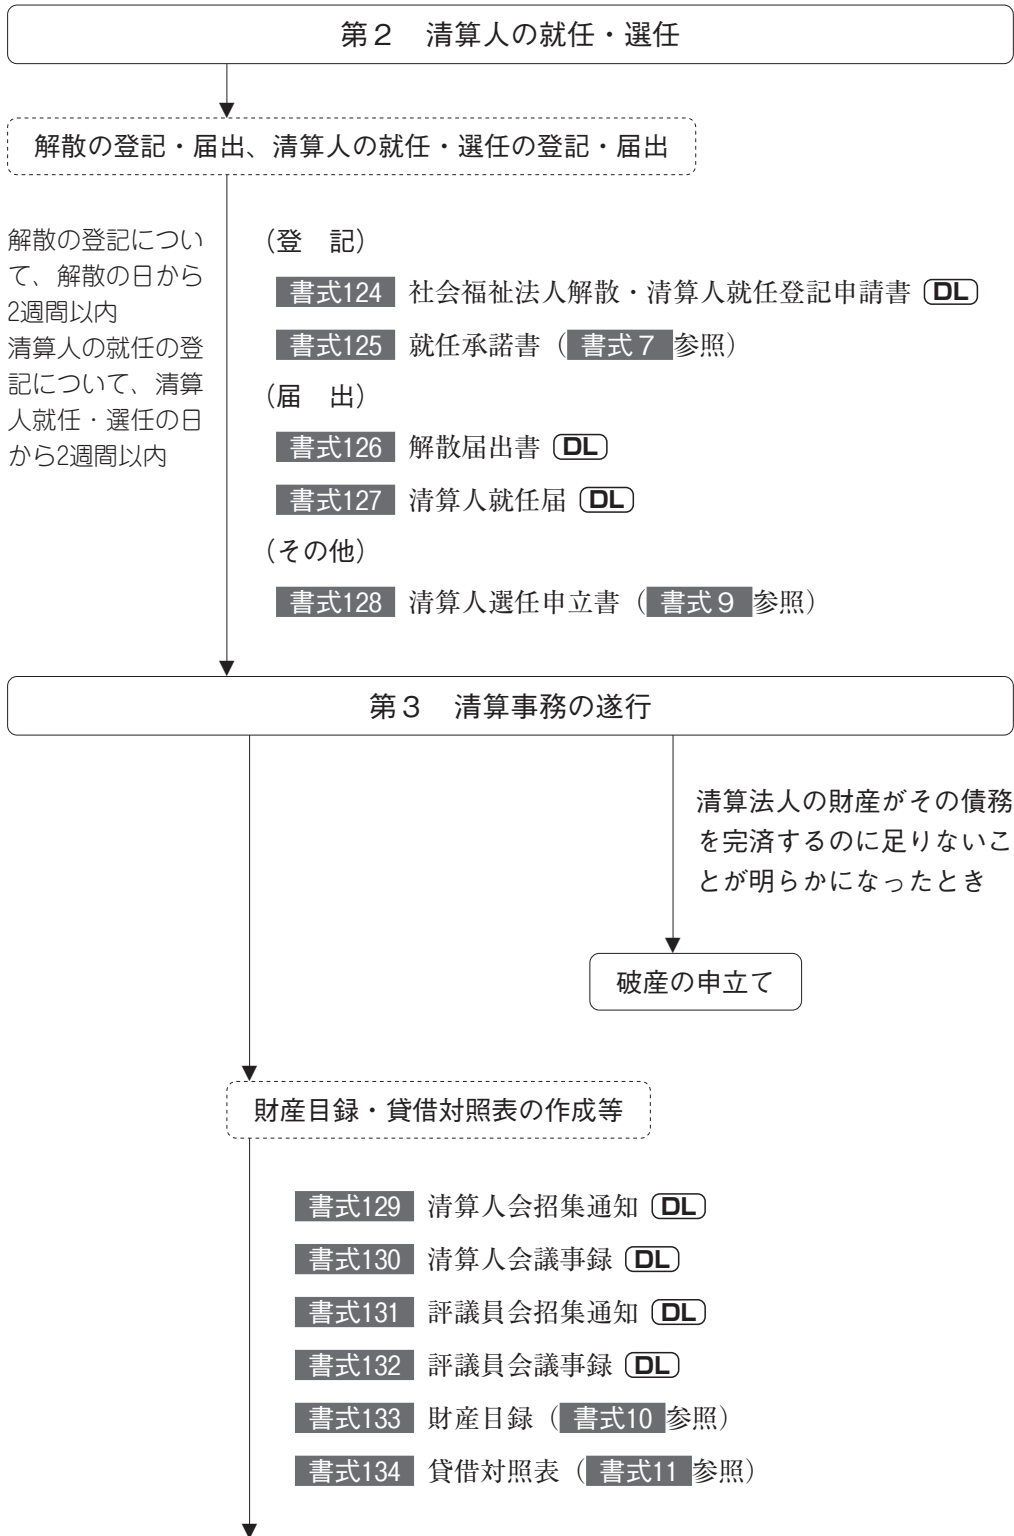 第２　清算人の就任・選任
解散の登記・届出、清算人の就任・選任の登記・届出
解散の登記につい
て、解散の日から
2週間以内
清算人の就任の登
記について、清算
人就任・選任の日
から2週間以内
（登　記）
書式124　社会福祉法人解散・清算人就任登記申請書 DL
書式125　就任承諾書（書式７参照）
（届　出）
書式126　解散届出書 DL
書式127　清算人就任届 DL
（その他）
書式128　清算人選任申立書（書式９参照）
第３　清算事務の遂行
清算法人の財産がその債務
を完済するのに足りないこ
とが明らかになったとき
破産の申立て
財産目録・貸借対照表の作成等
書式129　清算人会招集通知 DL
書式130　清算人会議事録 DL
書式131　評議員会招集通知 DL
書式132　評議員会議事録 DL
書式133　財産目録（書式10参照）
書式134　貸借対照表（書式11参照）